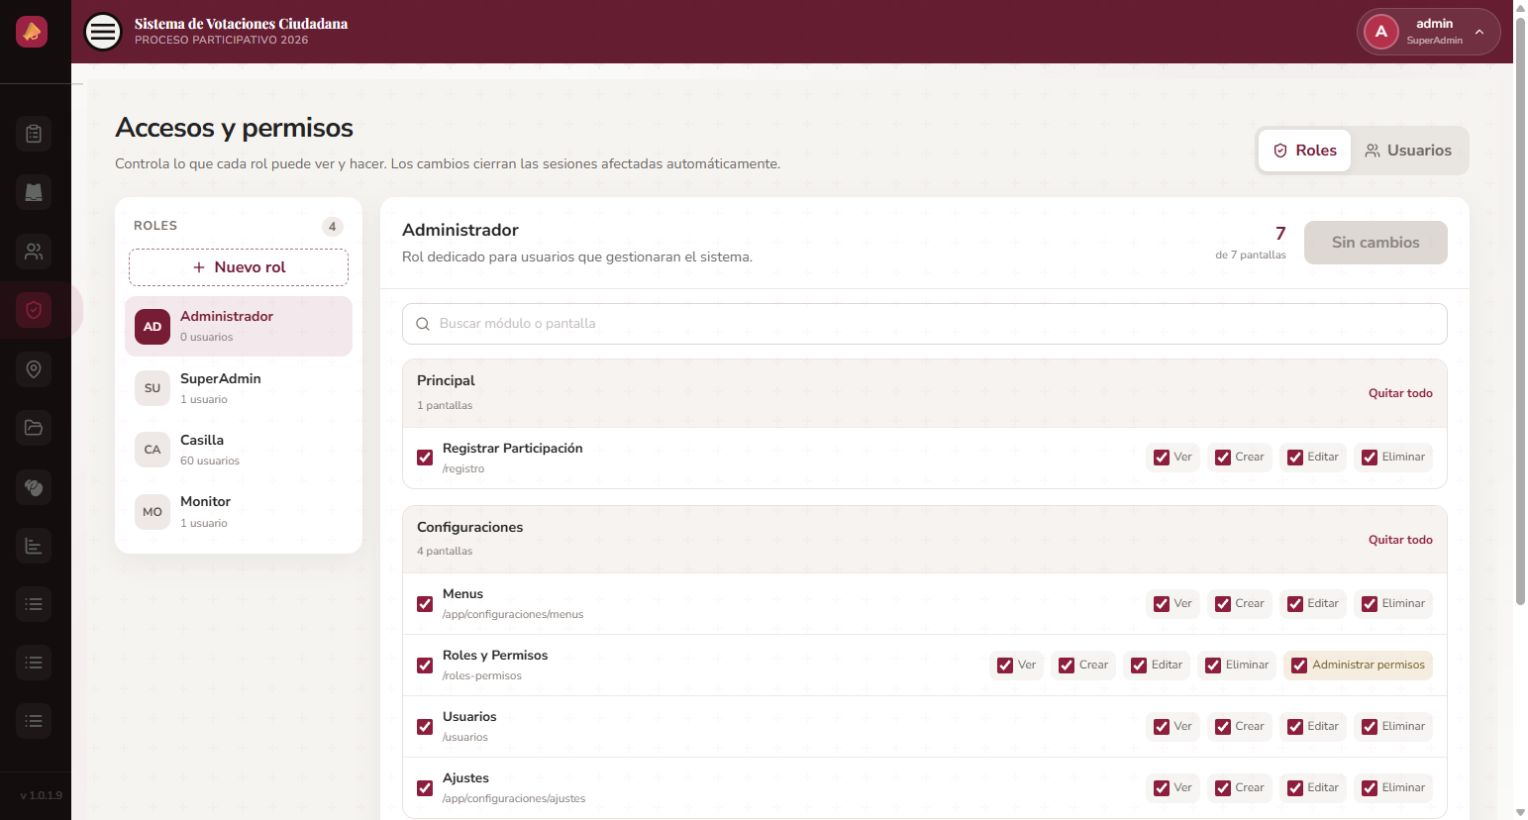 Sistema de Votaciones Ciudadana
PROCESO PARTICIPATIVO 2026
A
admin
SuperAdmin
Accesos y permisos
Controla lo que cada rol puede ver y hacer. Los cambios cierran las sesiones afectadas automáticamente.
Roles
Usuarios
ROLES
4
+ Nuevo rol
AD
Administrador
0 usuarios
SU
SuperAdmin
1 usuario
CA
Casilla
60 usuarios
MO
Monitor
1 usuario
Administrador
Rol dedicado para usuarios que gestionaran el sistema.
7
de 7 pantallas
Sin cambios
Buscar módulo o pantalla
Principal
1 pantallas
Quitar todo
Registrar Participación
/registro
Ver Crear Editar Eliminar
Configuraciones
4 pantallas
Quitar todo
Menus
/app/configuraciones/menus
Ver Crear Editar Eliminar
Roles y Permisos
/roles-permisos
Ver Crear Editar Eliminar Administrar permisos
Usuarios
/usuarios
Ver Crear Editar Eliminar
Ajustes
/app/configuraciones/ajustes
Ver Crear Editar Eliminar
v 1.0.1.9